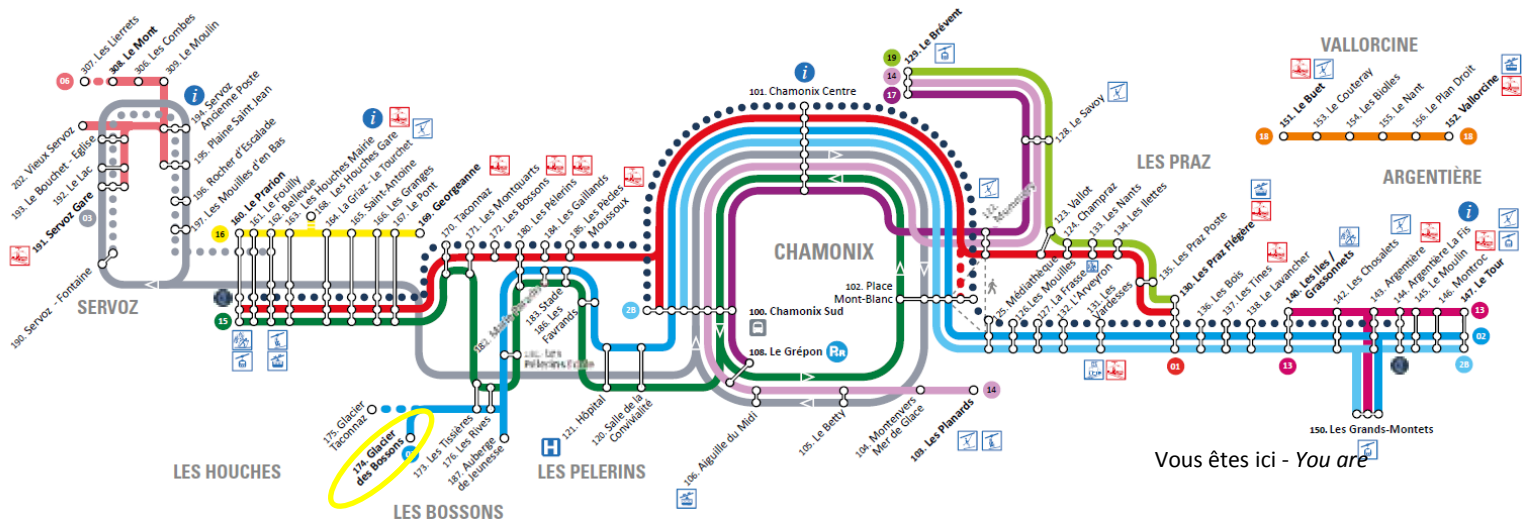 307. Les Lierrets
308. Le Mont
306. Les Combes
309. Le Moulin
06
i
194. Servoz
Ancienne Poste
195. Plaine Saint Jean
196. Rocher d'Escalade
197. Les Mouilles d'en Bas
202. Vieux Servoz
193. Le Bouchet - Eglise
192. Le Lac
03
191. Servoz Gare
190. Servoz - Fontaine
SERVOZ
160. Le Prarion
161. Le Fouilly
162. Bellevue
163. Les Houches Mairie
168. Les Houches Gare
164. La Griaz - Le Tourchet
165. Saint-Antoine
166. Les Granges
167. Le Pont
169. Georgeanne
i
16
15
LES HOUCHES
170. Taconnaz
171. Les Montquarts
172. Les Bossons
180. Les Pèlerins
184. Les Gaillands
185. Les Pècles
Moussoux
183. Stade
186. Les
Favrands
175. Glacier
Taconnaz
174. Glacier
des Bossons
173. Les Tissières
176. Les Rives
187. Auberge
de Jeunesse
LES BOSSONS
H
LES PELERINS
121. Hôpital
120. Salle de la
Convivialité
2B
i
101. Chamonix Centre
CHAMONIX
102. Place
Mont-Blanc
100. Chamonix Sud
108. Le Grépon
RR
106. Aiguille du Midi
105. Le Betty
104. Montenvers
Mer de Glace
103. Les Planards
14
19
14
17
129. Le Brévent
128. Le Savoy
LES PRAZ
123. Vallot
124. Champraz
133. Les Nants
134. Les Ilettes
135. Les Praz Poste
130. Les Praz Flégère
125. Médiathèque
126. Les Mouilles
127. La Frasse
132. L'Arveyron
131. Les
Vardesses
01
136. Les Bois
137. Les Tines
138. Le Lavancher
140. Les Iles /
Grassonnets
13
142. Les Chosalets
143. Argentière
144. Argentière La Fis
145. Le Moulin
146. Montroc
147. Le Tour
i
ARGENTIÈRE
13
02
2B
150. Les Grands-Montets
VALLORCINE
18
151. Le Buet
153. Le Couteray
154. Les Biolles
155. Le Nant
156. Le Plan Droit
152. Vallorcine
18
Vous êtes ici - You are